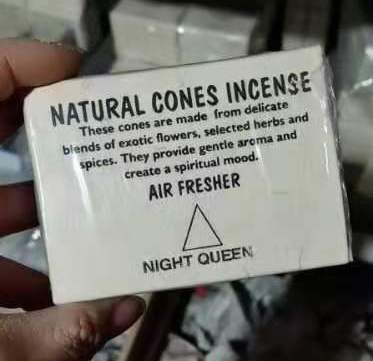 NATURAL CONES INCENSE
These cones are made from delicate
blends of exotic flowers, selected herbs and
spices. They provide gentle aroma and
create a spiritual mood.
AIR FRESHER
NIGHT QUEEN